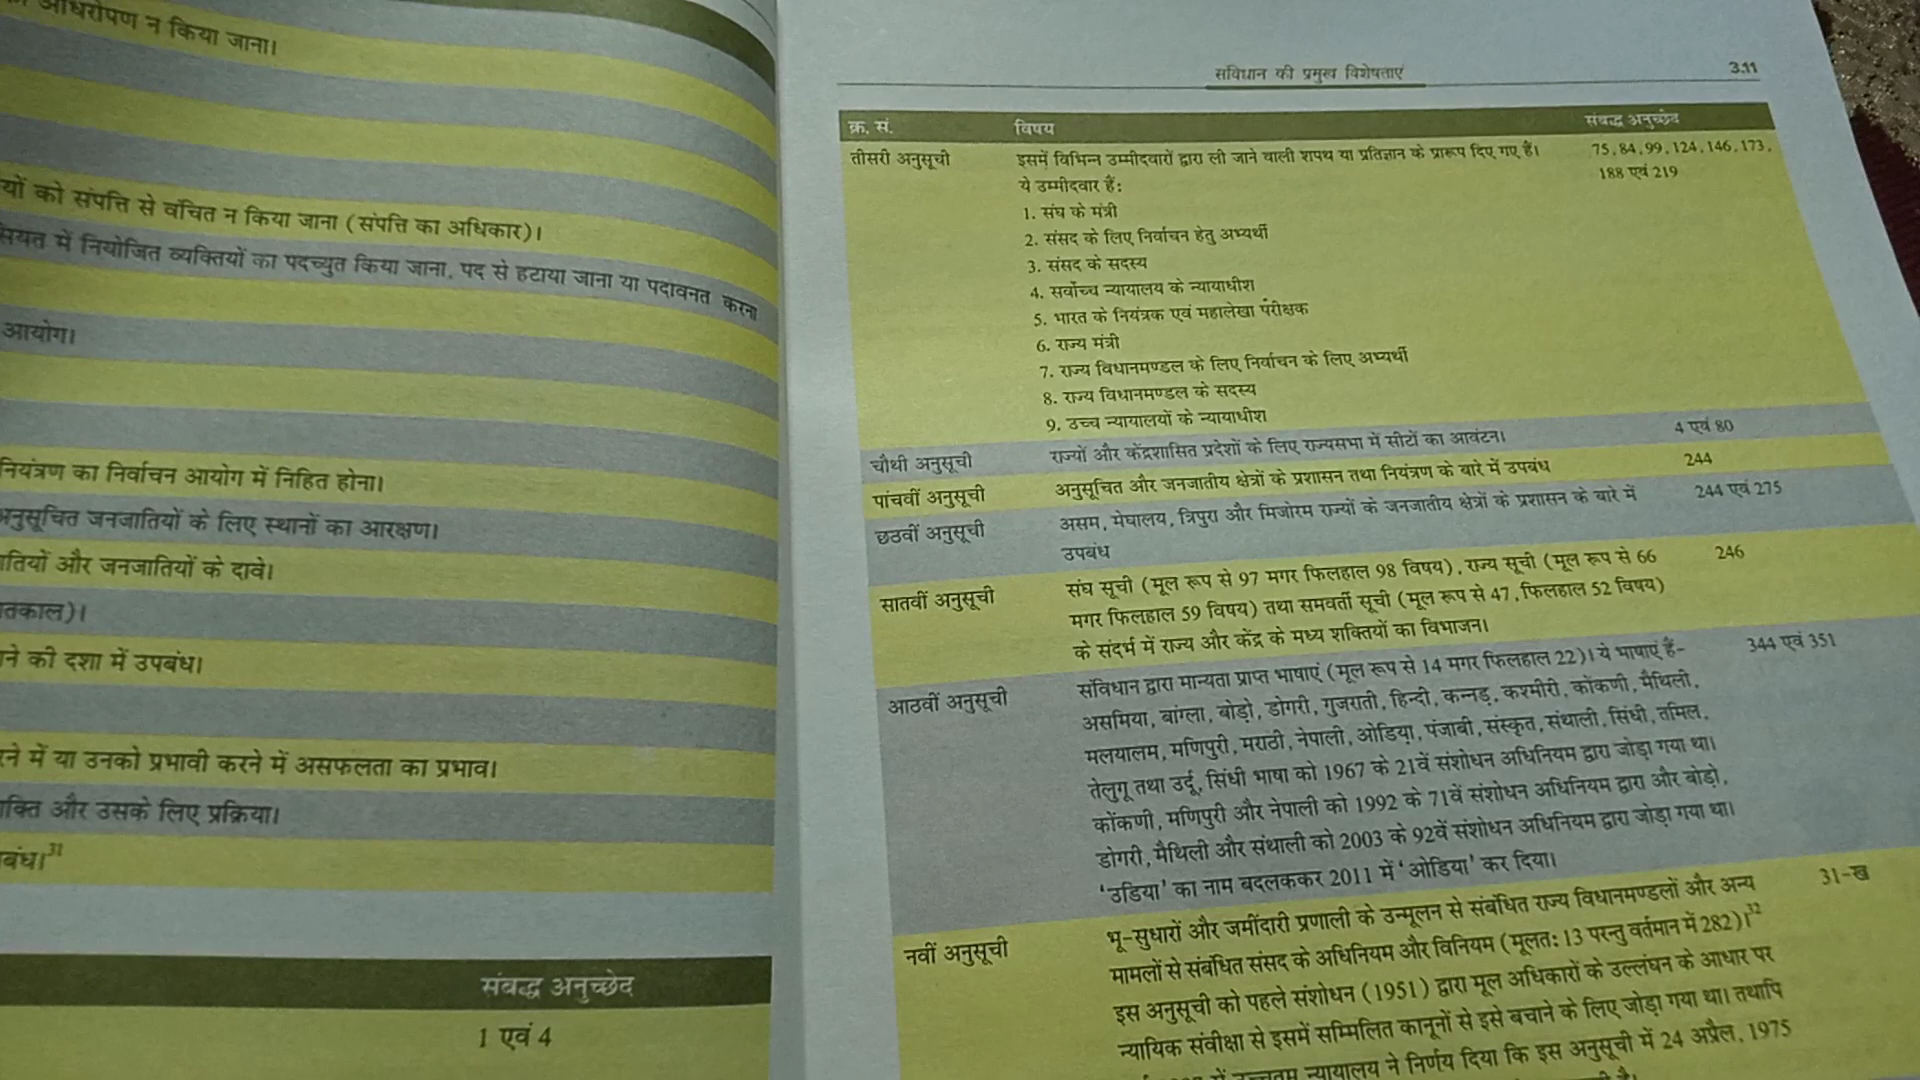 आधिरोपण न किया जाना।
यों को संपत्ति से वंचित न किया जाना (संपत्ति का अधिकार)।
सियत में नियोजित व्यक्तियों का पदच्युत किया जाना, पद से हटाया जाना या पदावनत करना
आयोग।
नियंत्रण का निर्वाचन आयोग में निहित होना।
अनुसूचित जनजातियों के लिए स्थानों का आरक्षण।
ातियों और जनजातियों के दावे।
तकाल)।
ने की दशा में उपबंध।
रने में या उनको प्रभावी करने में असफलता का प्रभाव।
क्ति और उसके लिए प्रक्रिया।
बंध।31
संबद्ध अनुच्छेद
1 एवं 4
संविधान की प्रमुख विशेषताएं 3.11
क्र. सं. विषय संबद्ध अनुच्छेद
तीसरी अनुसूची इसमें विभिन्न उम्मीदवारों द्वारा ली जाने वाली शपथ या प्रतिज्ञान के प्रारूप दिए गए हैं। 75, 84, 99, 124, 146, 173,
ये उम्मीदवार हैं: 188 एवं 219
1. संघ के मंत्री
2. संसद के लिए निर्वाचन हेतु अभ्यर्थी
3. संसद के सदस्य
4. सर्वोच्च न्यायालय के न्यायाधीश
5. भारत के नियंत्रक एवं महालेखा परीक्षक
6. राज्य मंत्री
7. राज्य विधानमण्डल के लिए निर्वाचन के लिए अभ्यर्थी
8. राज्य विधानमण्डल के सदस्य
9. उच्च न्यायालयों के न्यायाधीश
चौथी अनुसूची राज्यों और केंद्रशासित प्रदेशों के लिए राज्यसभा में सीटों का आवंटन। 4 एवं 80
पांचवीं अनुसूची अनुसूचित और जनजातीय क्षेत्रों के प्रशासन तथा नियंत्रण के बारे में उपबंध 244
छठवीं अनुसूची असम, मेघालय, त्रिपुरा और मिजोरम राज्यों के जनजातीय क्षेत्रों के प्रशासन के बारे में 244 एवं 275
उपबंध
सातवीं अनुसूची संघ सूची (मूल रूप से 97 मगर फिलहाल 98 विषय), राज्य सूची (मूल रूप से 66 246
मगर फिलहाल 59 विषय) तथा समवर्ती सूची (मूल रूप से 47, फिलहाल 52 विषय)
के संदर्भ में राज्य और केंद्र के मध्य शक्तियों का विभाजन।
आठवीं अनुसूची संविधान द्वारा मान्यता प्राप्त भाषाएं (मूल रूप से 14 मगर फिलहाल 22)। ये भाषाएं हैं- 344 एवं 351
असमिया, बांग्ला, बोड़ो, डोगरी, गुजराती, हिन्दी, कन्नड़, कश्मीरी, कोंकणी, मैथिली,
मलयालम, मणिपुरी, मराठी, नेपाली, ओडिया, पंजाबी, संस्कृत, संथाली, सिंधी, तमिल,
तेलुगू तथा उर्दू, सिंधी भाषा को 1967 के 21वें संशोधन अधिनियम द्वारा जोड़ा गया था।
कोंकणी, मणिपुरी और नेपाली को 1992 के 71वें संशोधन अधिनियम द्वारा और बोड़ो,
डोगरी, मैथिली और संथाली को 2003 के 92वें संशोधन अधिनियम द्वारा जोड़ा गया था।
'उडिया' का नाम बदलककर 2011 में 'ओडिया' कर दिया।
नवीं अनुसूची भू-सुधारों और जमींदारी प्रणाली के उन्मूलन से संबंधित राज्य विधानमण्डलों और अन्य 31-ख
मामलों से संबंधित संसद के अधिनियम और विनियम (मूलत: 13 परन्तु वर्तमान में 282)।32
इस अनुसूची को पहले संशोधन (1951) द्वारा मूल अधिकारों के उल्लंघन के आधार पर
न्यायिक संवीक्षा से इसमें सम्मिलित कानूनों से इसे बचाने के लिए जोड़ा गया था। तथापि
में उच्चतम न्यायालय ने निर्णय दिया कि इस अनुसूची में 24 अप्रैल, 1975